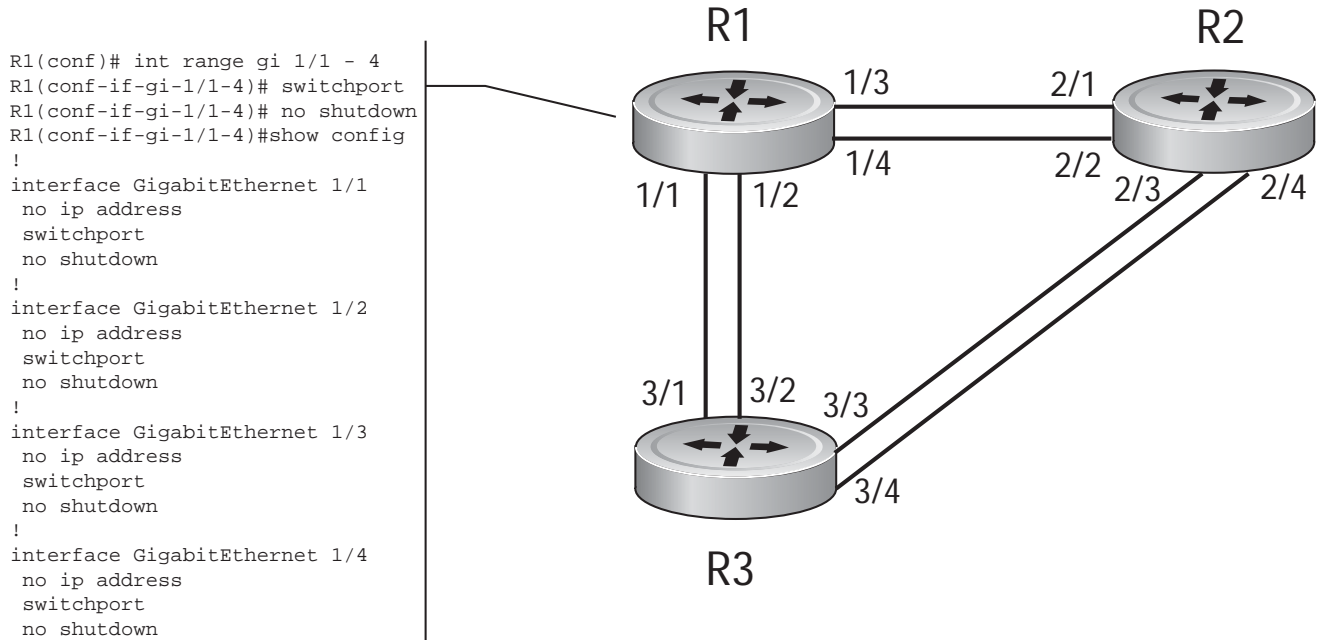 R1(conf)# int range gi 1/1 - 4
R1(conf-if-gi-1/1-4)# switchport
R1(conf-if-gi-1/1-4)# no shutdown
R1(conf-if-gi-1/1-4)#show config
!
interface GigabitEthernet 1/1
no ip address
switchport
no shutdown
!
interface GigabitEthernet 1/2
no ip address
switchport
no shutdown
!
interface GigabitEthernet 1/3
no ip address
switchport
no shutdown
!
interface GigabitEthernet 1/4
no ip address
switchport
no shutdown
R1
R2
1/3
2/1
1/4
2/2
1/1
1/2
2/3
2/4
3/1
3/2
3/3
3/4
R3